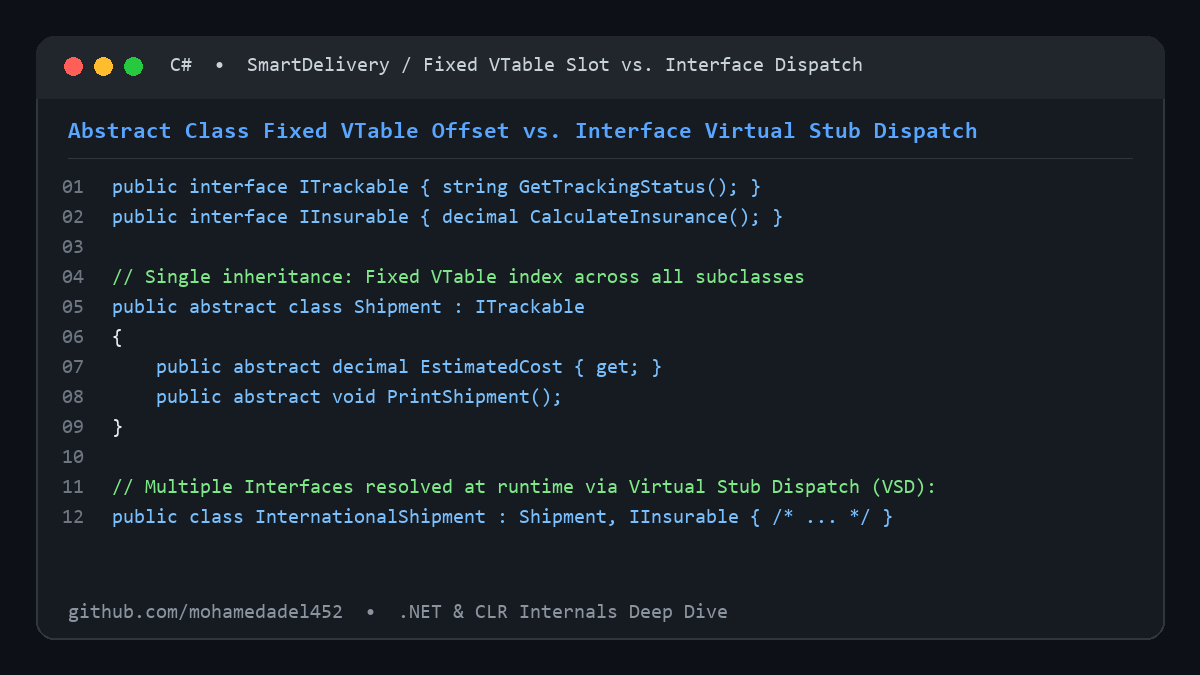 C# • SmartDelivery / Fixed VTable Slot vs. Interface Dispatch
Abstract Class Fixed VTable Offset vs. Interface Virtual Stub Dispatch
01 public interface ITrackable { string GetTrackingStatus(); }
02 public interface IInsurable { decimal CalculateInsurance(); }
03
04 // Single inheritance: Fixed VTable index across all subclasses
05 public abstract class Shipment : ITrackable
06 {
07     public abstract decimal EstimatedCost { get; }
08     public abstract void PrintShipment();
09 }
10
11 // Multiple Interfaces resolved at runtime via Virtual Stub Dispatch (VSD):
12 public class InternationalShipment : Shipment, IInsurable { /* ... */ }
github.com/mohamedadel452 • .NET & CLR Internals Deep Dive